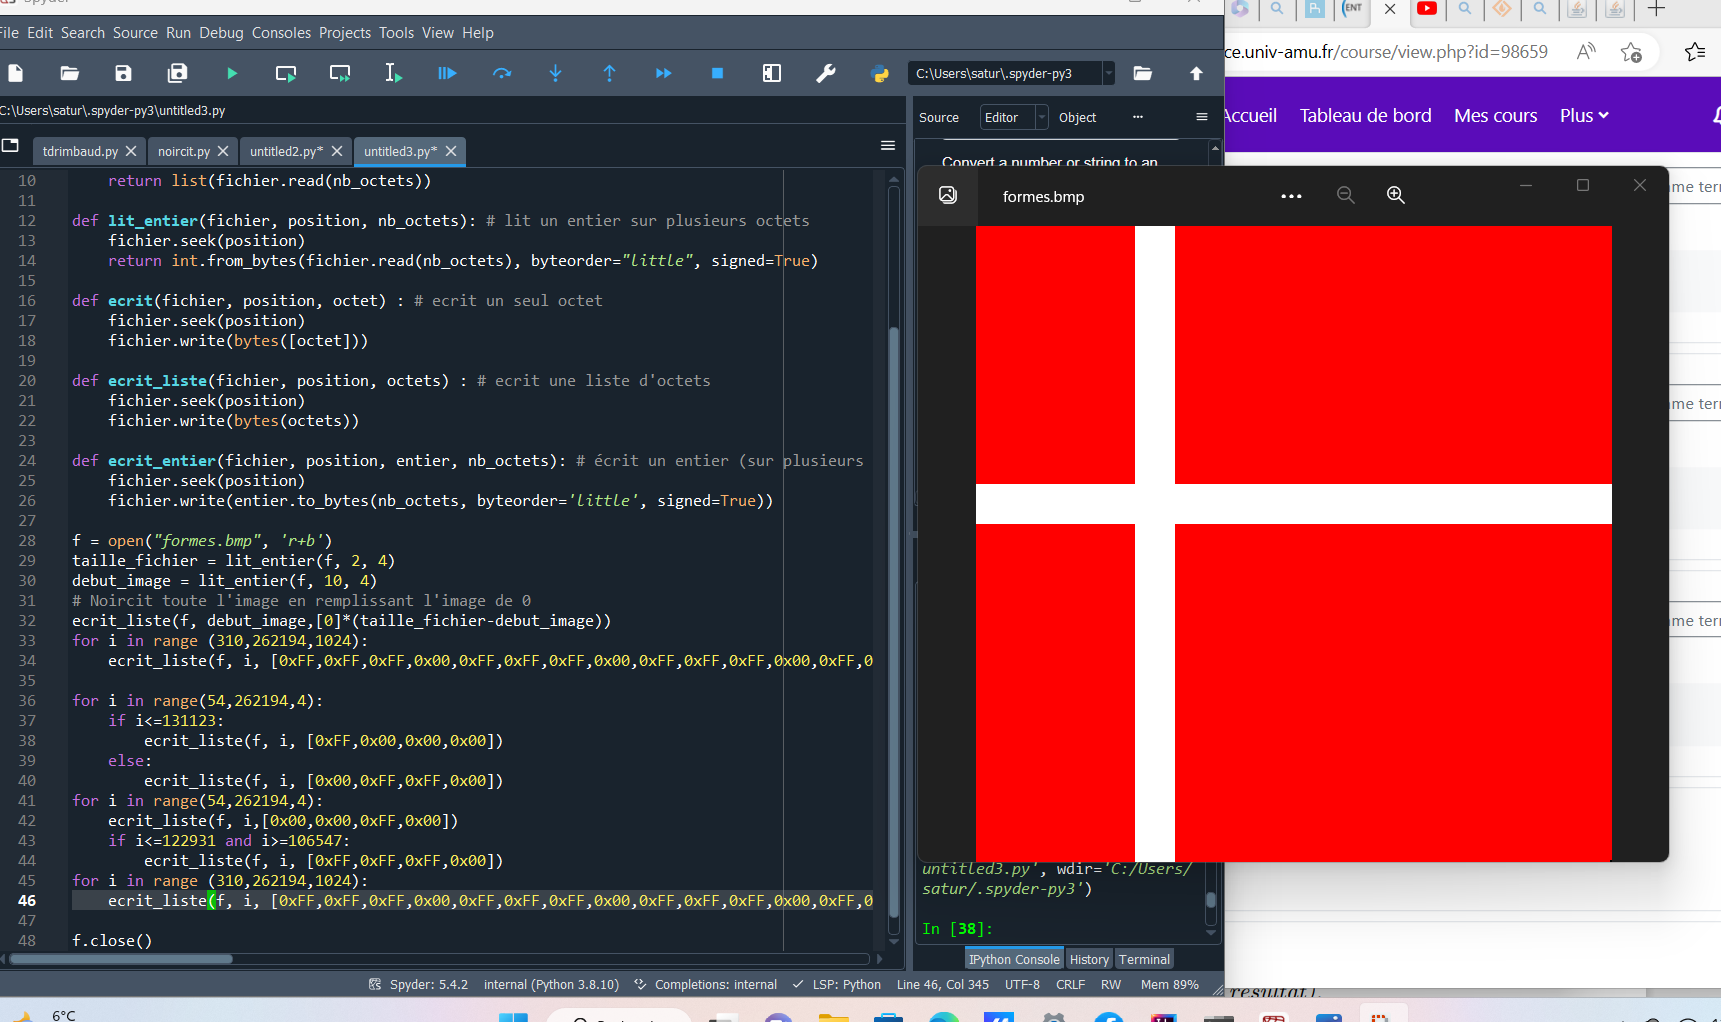 Spyder
File Edit Search Source Run Debug Consoles Projects Tools View Help
C:\Users\satur\.spyder-py3
C:\Users\satur\.spyder-py3\untitled3.py
tdrimbaud.py noircit.py untitled2.py* untitled3.py*
10 return list(fichier.read(nb_octets))
11
12 def lit_entier(fichier, position, nb_octets): # lit un entier sur plusieurs octets
13 fichier.seek(position)
14 return int.from_bytes(fichier.read(nb_octets), byteorder="little", signed=True)
15
16 def ecrit(fichier, position, octet) : # ecrit un seul octet
17 fichier.seek(position)
18 fichier.write(bytes([octet]))
19
20 def ecrit_liste(fichier, position, octets) : # ecrit une liste d'octets
21 fichier.seek(position)
22 fichier.write(bytes(octets))
23
24 def ecrit_entier(fichier, position, entier, nb_octets): # écrit un entier (sur plusieurs
25 fichier.seek(position)
26 fichier.write(entier.to_bytes(nb_octets, byteorder='little', signed=True))
27
28 f = open("formes.bmp", 'r+b')
29 taille_fichier = lit_entier(f, 2, 4)
30 debut_image = lit_entier(f, 10, 4)
31 # Noircit toute l'image en remplissant l'image de 0
32 ecrit_liste(f, debut_image,[0]*(taille_fichier-debut_image))
33 for i in range (310,262194,1024):
34 ecrit_liste(f, i, [0xFF,0xFF,0xFF,0x00,0xFF,0xFF,0xFF,0x00,0xFF,0xFF,0xFF,0x00,0xFF,0
35
36 for i in range(54,262194,4):
37 if i<=131123:
38 ecrit_liste(f, i, [0xFF,0x00,0x00,0x00])
39 else:
40 ecrit_liste(f, i, [0x00,0xFF,0xFF,0x00])
41 for i in range(54,262194,4):
42 ecrit_liste(f, i,[0x00,0x00,0xFF,0x00])
43 if i<=122931 and i>=106547:
44 ecrit_liste(f, i, [0xFF,0xFF,0xFF,0x00])
45 for i in range (310,262194,1024):
46 ecrit_liste(f, i, [0xFF,0xFF,0xFF,0x00,0xFF,0xFF,0xFF,0x00,0xFF,0xFF,0xFF,0x00,0xFF,0
47
48 f.close()
Source Editor Object
Convert a number or string to an
formes.bmp
untitled3.py', wdir='C:/Users/
satur/.spyder-py3')
In [38]:
IPython Console History Terminal
Spyder: 5.4.2 internal (Python 3.8.10) Completions: internal LSP: Python Line 46, Col 345 UTF-8 CRLF RW Mem 89%
ENT
ce.univ-amu.fr/course/view.php?id=98659
Accueil Tableau de bord Mes cours Plus
ame ter
ame ter
ame ter
résultat).
6°C